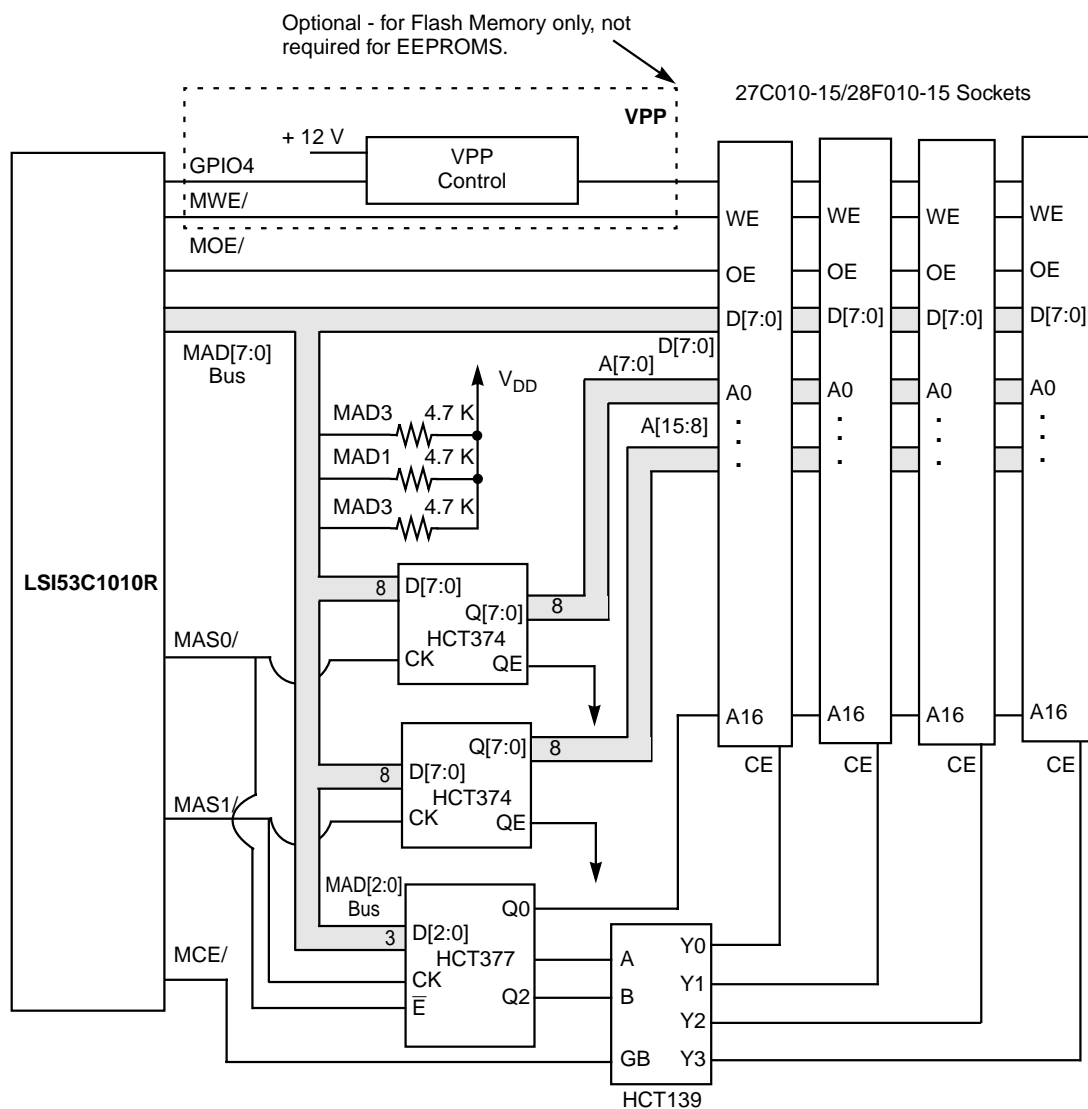 Optional - for Flash Memory only, not
required for EEPROMS.
27C010-15/28F010-15 Sockets
VPP
+ 12 V
VPP
Control
GPIO4
MWE/
MOE/
WE
WE
WE
WE
OE
OE
OE
OE
D[7:0]
D[7:0]
D[7:0]
D[7:0]
MAD[7:0]
Bus
D[7:0]
A[7:0]
VDD
A0
A0
A0
A0
MAD3
4.7 K
A[15:8]
MAD1
4.7 K
MAD3
4.7 K
LSI53C1010R
8
D[7:0]
Q[7:0]
8
HCT374
MAS0/
CK
QE
A16
A16
A16
A16
Q[7:0]
8
8
D[7:0]
HCT374
CE
CE
CE
CE
MAS1/
CK
QE
MAD[2:0]
Bus
Q0
3
D[2:0]
HCT377
MCE/
CK
Q2
E
A
B
GB
Y0
Y1
Y2
Y3
HCT139